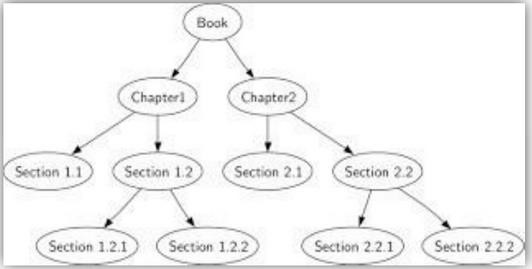 Book
Chapter1
Chapter2
Section 1.1
Section 1.2
Section 2.1
Section 2.2
Section 1.2.1
Section 1.2.2
Section 2.2.1
Section 2.2.2